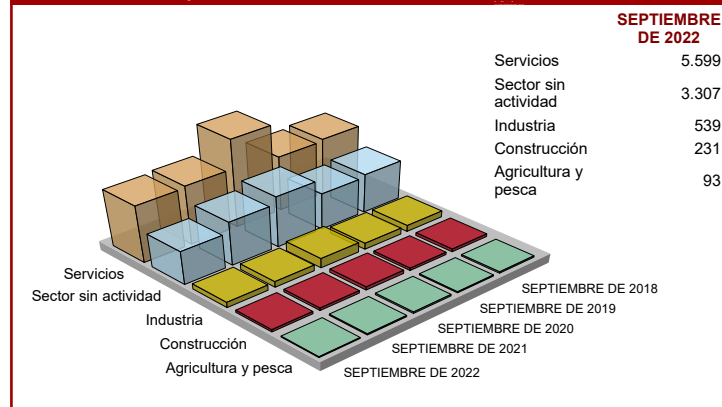 SEPTIEMBRE
DE 2022
Servicios 5.599
Sector sin
actividad 3.307
Industria 539
Construcción 231
Agricultura y
pesca 93
Servicios
Sector sin actividad
Industria
Construcción
Agricultura y pesca
SEPTIEMBRE DE 2018
SEPTIEMBRE DE 2019
SEPTIEMBRE DE 2020
SEPTIEMBRE DE 2021
SEPTIEMBRE DE 2022